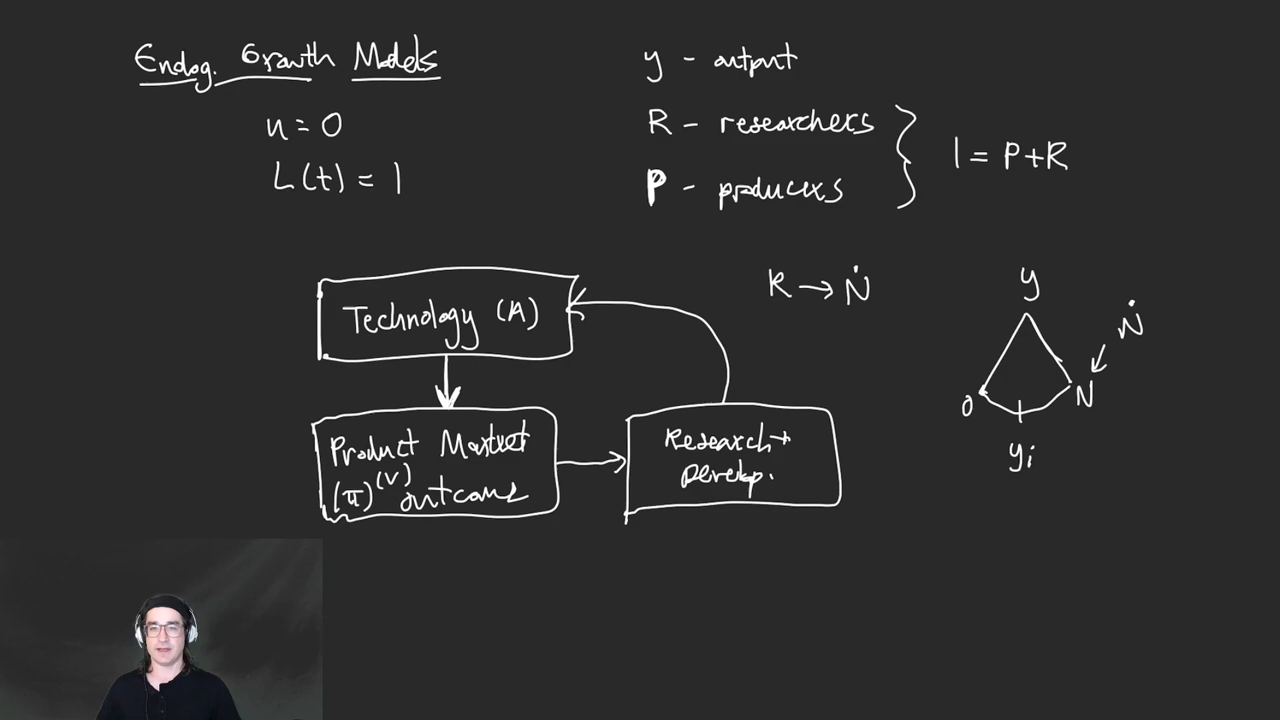 Endog. Growth Models
n = 0
L(t) = 1
y - output
R - researchers
P - producers
1 = P+R
Technology (A)
Product Market
(π) (V) outcome
Research +
Develop.
R → Ṅ
y
Ṅ
0
N
yi